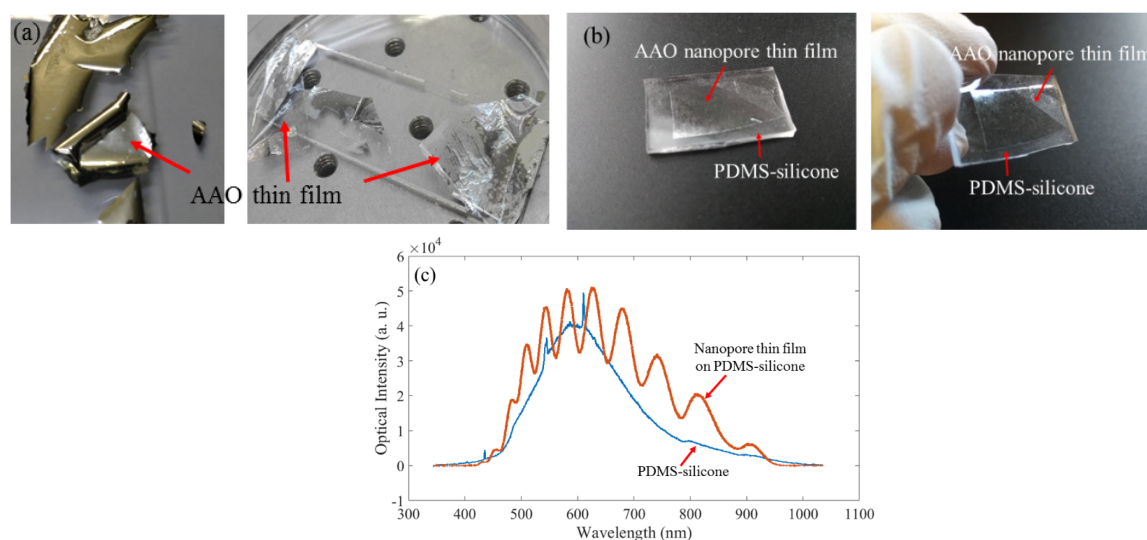 (a)
AAO thin film
(b)
AAO nanopore thin film
PDMS-silicone
AAO nanopore thin film
PDMS-silicone
(c)
×10⁴
6
5
4
3
2
1
0
-1
Optical Intensity (a. u.)
Nanopore thin film
on PDMS-silicone
PDMS-silicone
300 400 500 600 700 800 900 1000 1100
Wavelength (nm)